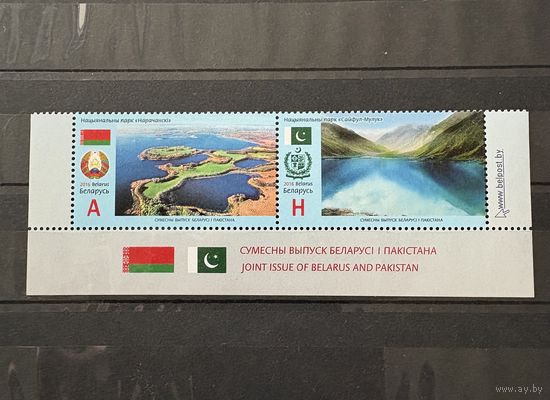 Нацыянальны парк «Нарачанскі»
2016 Belarus
Беларусь
А
СУМЕСНЫ ВЫПУСК БЕЛАРУСІ І ПАКІСТАНА
Нацыянальны парк «Сайфул-Мулук»
2016 Belarus
Беларусь
Н
СУМЕСНЫ ВЫПУСК БЕЛАРУСІ І ПАКІСТАНА
www.belpost.by
СУМЕСНЫ ВЫПУСК БЕЛАРУСІ І ПАКІСТАНА
JOINT ISSUE OF BELARUS AND PAKISTAN
© www.ay.by